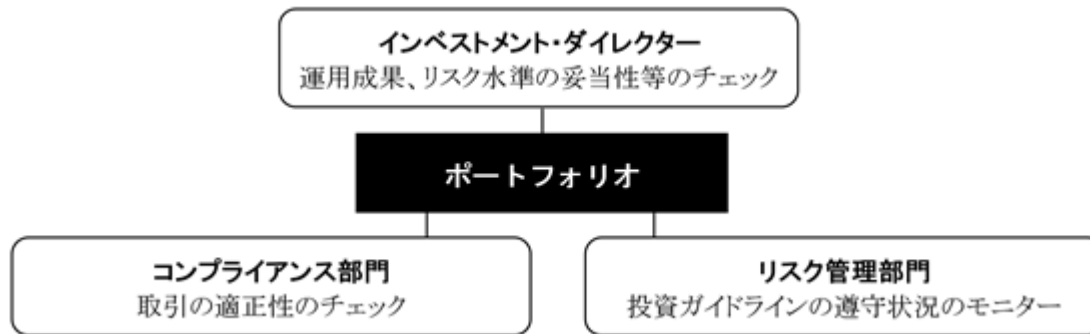 インベストメント・ダイレクター
運用成果、リスク水準の妥当性等のチェック
ポートフォリオ
コンプライアンス部門
取引の適正性のチェック
リスク管理部門
投資ガイドラインの遵守状況のモニター